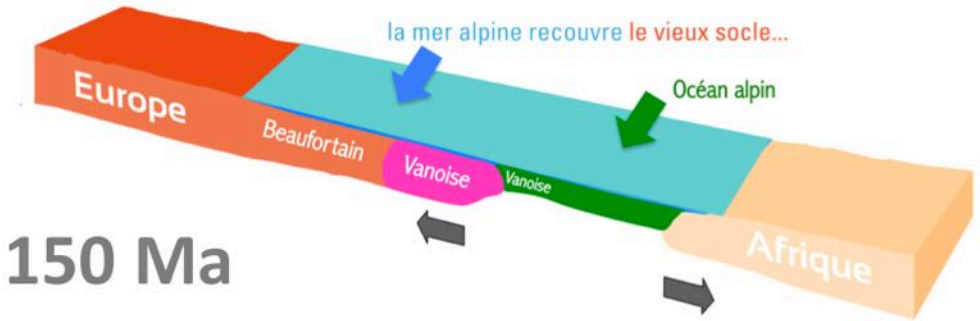 la mer alpine recouvre le vieux socle...
Océan alpin
Europe
Beaufortain
Vanoise
Vanoise
Afrique
150 Ma